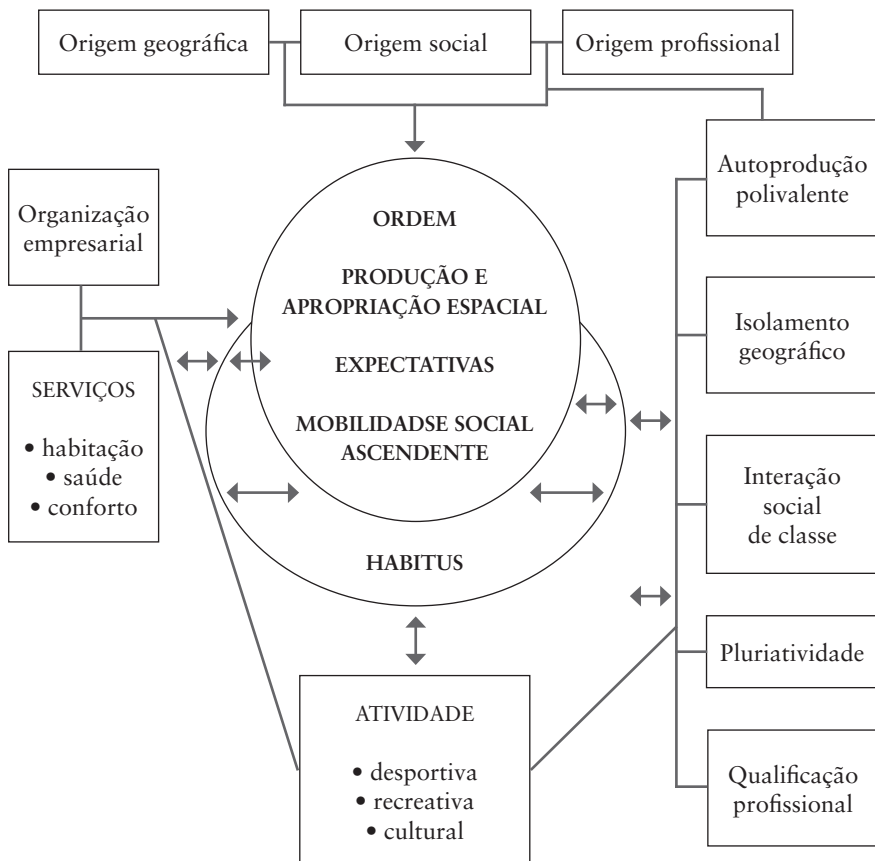 Origem geográfica
Origem social
Origem profissional
Organização
empresarial
SERVIÇOS
• habitação
• saúde
• conforto
ORDEM
PRODUÇÃO E
APROPRIAÇÃO ESPACIAL
EXPECTATIVAS
MOBILIDADSE SOCIAL
ASCENDENTE
HABITUS
ATIVIDADE
• desportiva
• recreativa
• cultural
Autoprodução
polivalente
Isolamento
geográfico
Interação
social
de classe
Pluriatividade
Qualificação
profissional